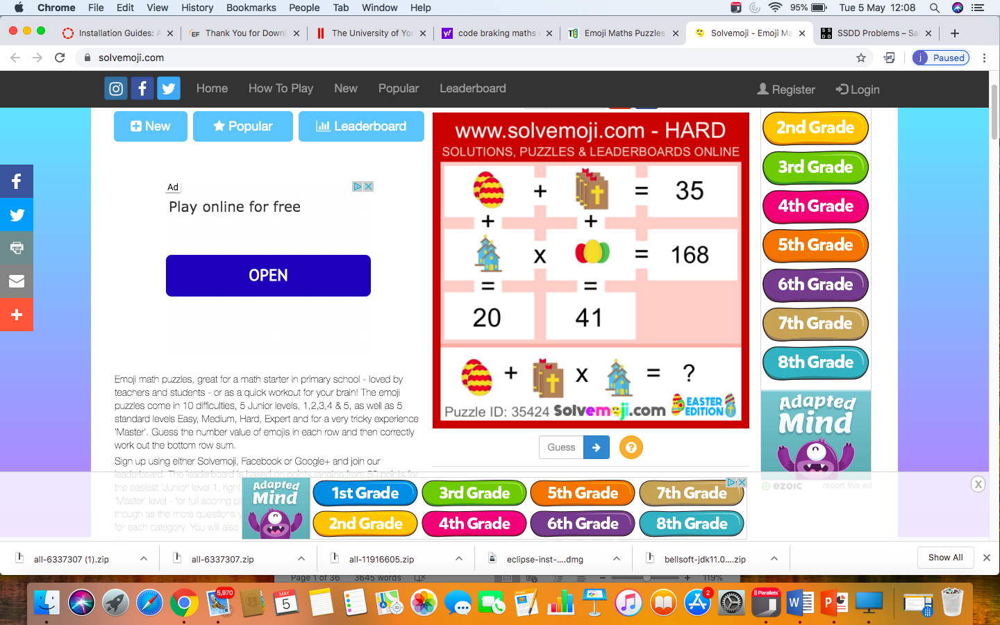 Chrome File Edit View History Bookmarks People Tab Window Help
95% Tue 5 May 12:08
Installation Guides: A
EF Thank You for Downl
The University of Yor
y! code braking maths
Emoji Maths Puzzles
Solvemoji - Emoji Ma
SSDD Problems – Sa
solvemoji.com
j Paused
Home How To Play New Popular Leaderboard
Register Login
New Popular Leaderboard
Ad
Play online for free
OPEN
Emoji math puzzles, great for a math starter in primary school - loved by
teachers and students - or as a quick workout for your brain! The emoji
puzzles come in 10 difficulties, 5 Junior levels, 1,2,3,4 & 5, as well as 5
standard levels Easy, Medium, Hard, Expert and for a very tricky experience
'Master'. Guess the number value of emojis in each row and then correctly
work out the bottom row sum.
Sign up using either Solvemoji, Facebook or Google+ and join our
leaderboard. The leaderboard is based on points ranging from 50 points for
the easiest 'Junior' level 1, right
'Master' level - for full scoring pl
though as the more questions y
for each category. You will also
www.solvemoji.com - HARD
SOLUTIONS, PUZZLES & LEADERBOARDS ONLINE
+ = 35
+ +
x = 168
= =
20 41
+ x = ?
Puzzle ID: 35424 Solvemoji.com EASTER
EDITION
Guess
2nd Grade
3rd Grade
4th Grade
5th Grade
6th Grade
7th Grade
8th Grade
Adapted
Mind
ezoic report this ad
Adapted
Mind
1st Grade 3rd Grade 5th Grade 7th Grade
2nd Grade 4th Grade 6th Grade 8th Grade
all-6337307 (1).zip
all-6337307.zip
all-11916605.zip
eclipse-inst-....dmg
bellsoft-jdk11.0....zip
Show All
Page 1 of 36 3645 words 119%
5,970
MAY
5
2
Parallels